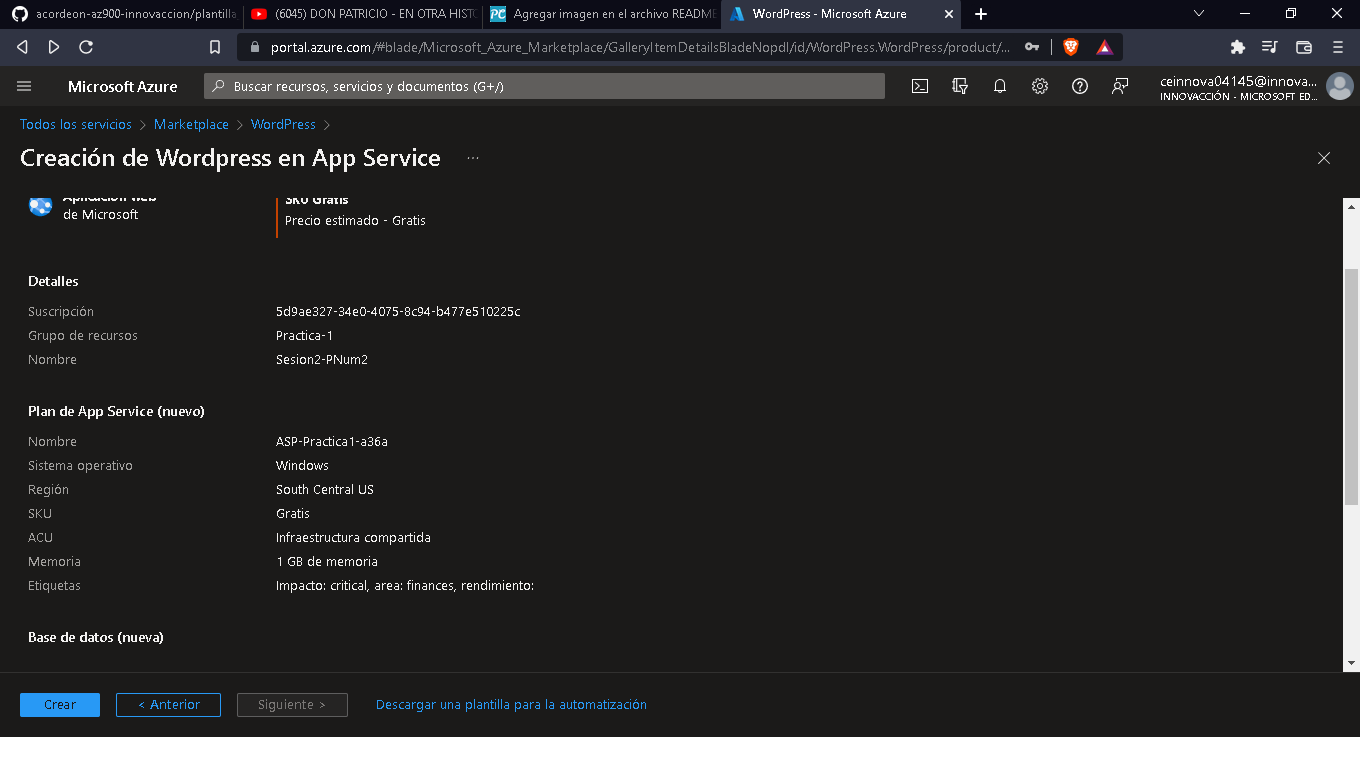 acordeon-az900-innovaccion/plantilla
(6045) DON PATRICIO - EN OTRA HISTO
PC Agregar imagen en el archivo README
WordPress - Microsoft Azure
portal.azure.com/#blade/Microsoft_Azure_Marketplace/GalleryItemDetailsBladeNopdl/id/WordPress.WordPress/product/...
Microsoft Azure
Buscar recursos, servicios y documentos (G+/)
ceinnova04145@innova...
INNOVACCIÓN - MICROSOFT ED...
Todos los servicios > Marketplace > WordPress >
Creación de Wordpress en App Service ...
Aplicación web
de Microsoft
SKU Gratis
Precio estimado - Gratis
Detalles
Suscripción 5d9ae327-34e0-4075-8c94-b477e510225c
Grupo de recursos Practica-1
Nombre Sesion2-PNum2
Plan de App Service (nuevo)
Nombre ASP-Practica1-a36a
Sistema operativo Windows
Región South Central US
SKU Gratis
ACU Infraestructura compartida
Memoria 1 GB de memoria
Etiquetas Impacto: critical, area: finances, rendimiento:
Base de datos (nueva)
Crear
< Anterior
Siguiente >
Descargar una plantilla para la automatización